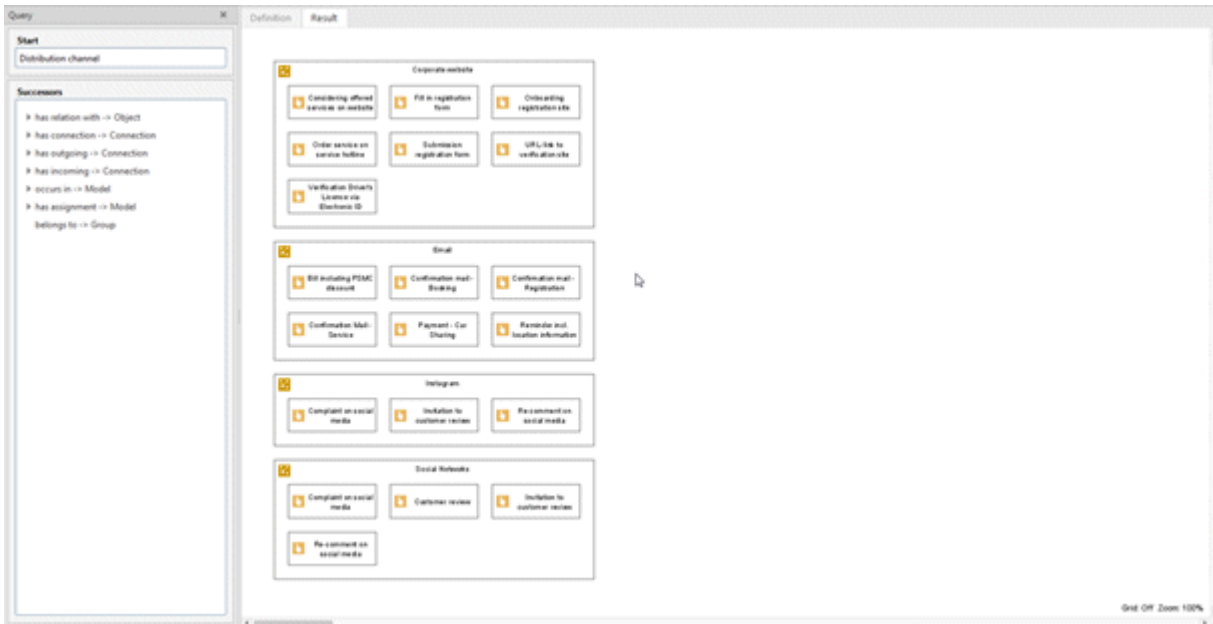 Query
×
Definition
Result
Start
Distribution channel
Successors
has relation with -> Object
has connection -> Connection
has outgoing -> Connection
has incoming -> Connection
occurs in -> Model
has assignment -> Model
belongs to -> Group
Corporate website
Considering offered
services on website
Fill in registration
form
Onboarding
registration site
Order service on
service hotline
Submission
registration form
URL/link to
verification site
Verification Driver's
License via
Electronic ID
Email
Bill including PSMC
discount
Confirmation mail-
Booking
Confirmation mail-
Registration
Confirmation Mail-
Service
Payment - Car
Sharing
Reminder incl.
location information
Instagram
Complaint on social
media
Invitation to
customer review
Re-comment on
social media
Social Networks
Complaint on social
media
Customer review
Invitation to
customer review
Re-comment on
social media
Grid: Off Zoom: 100%